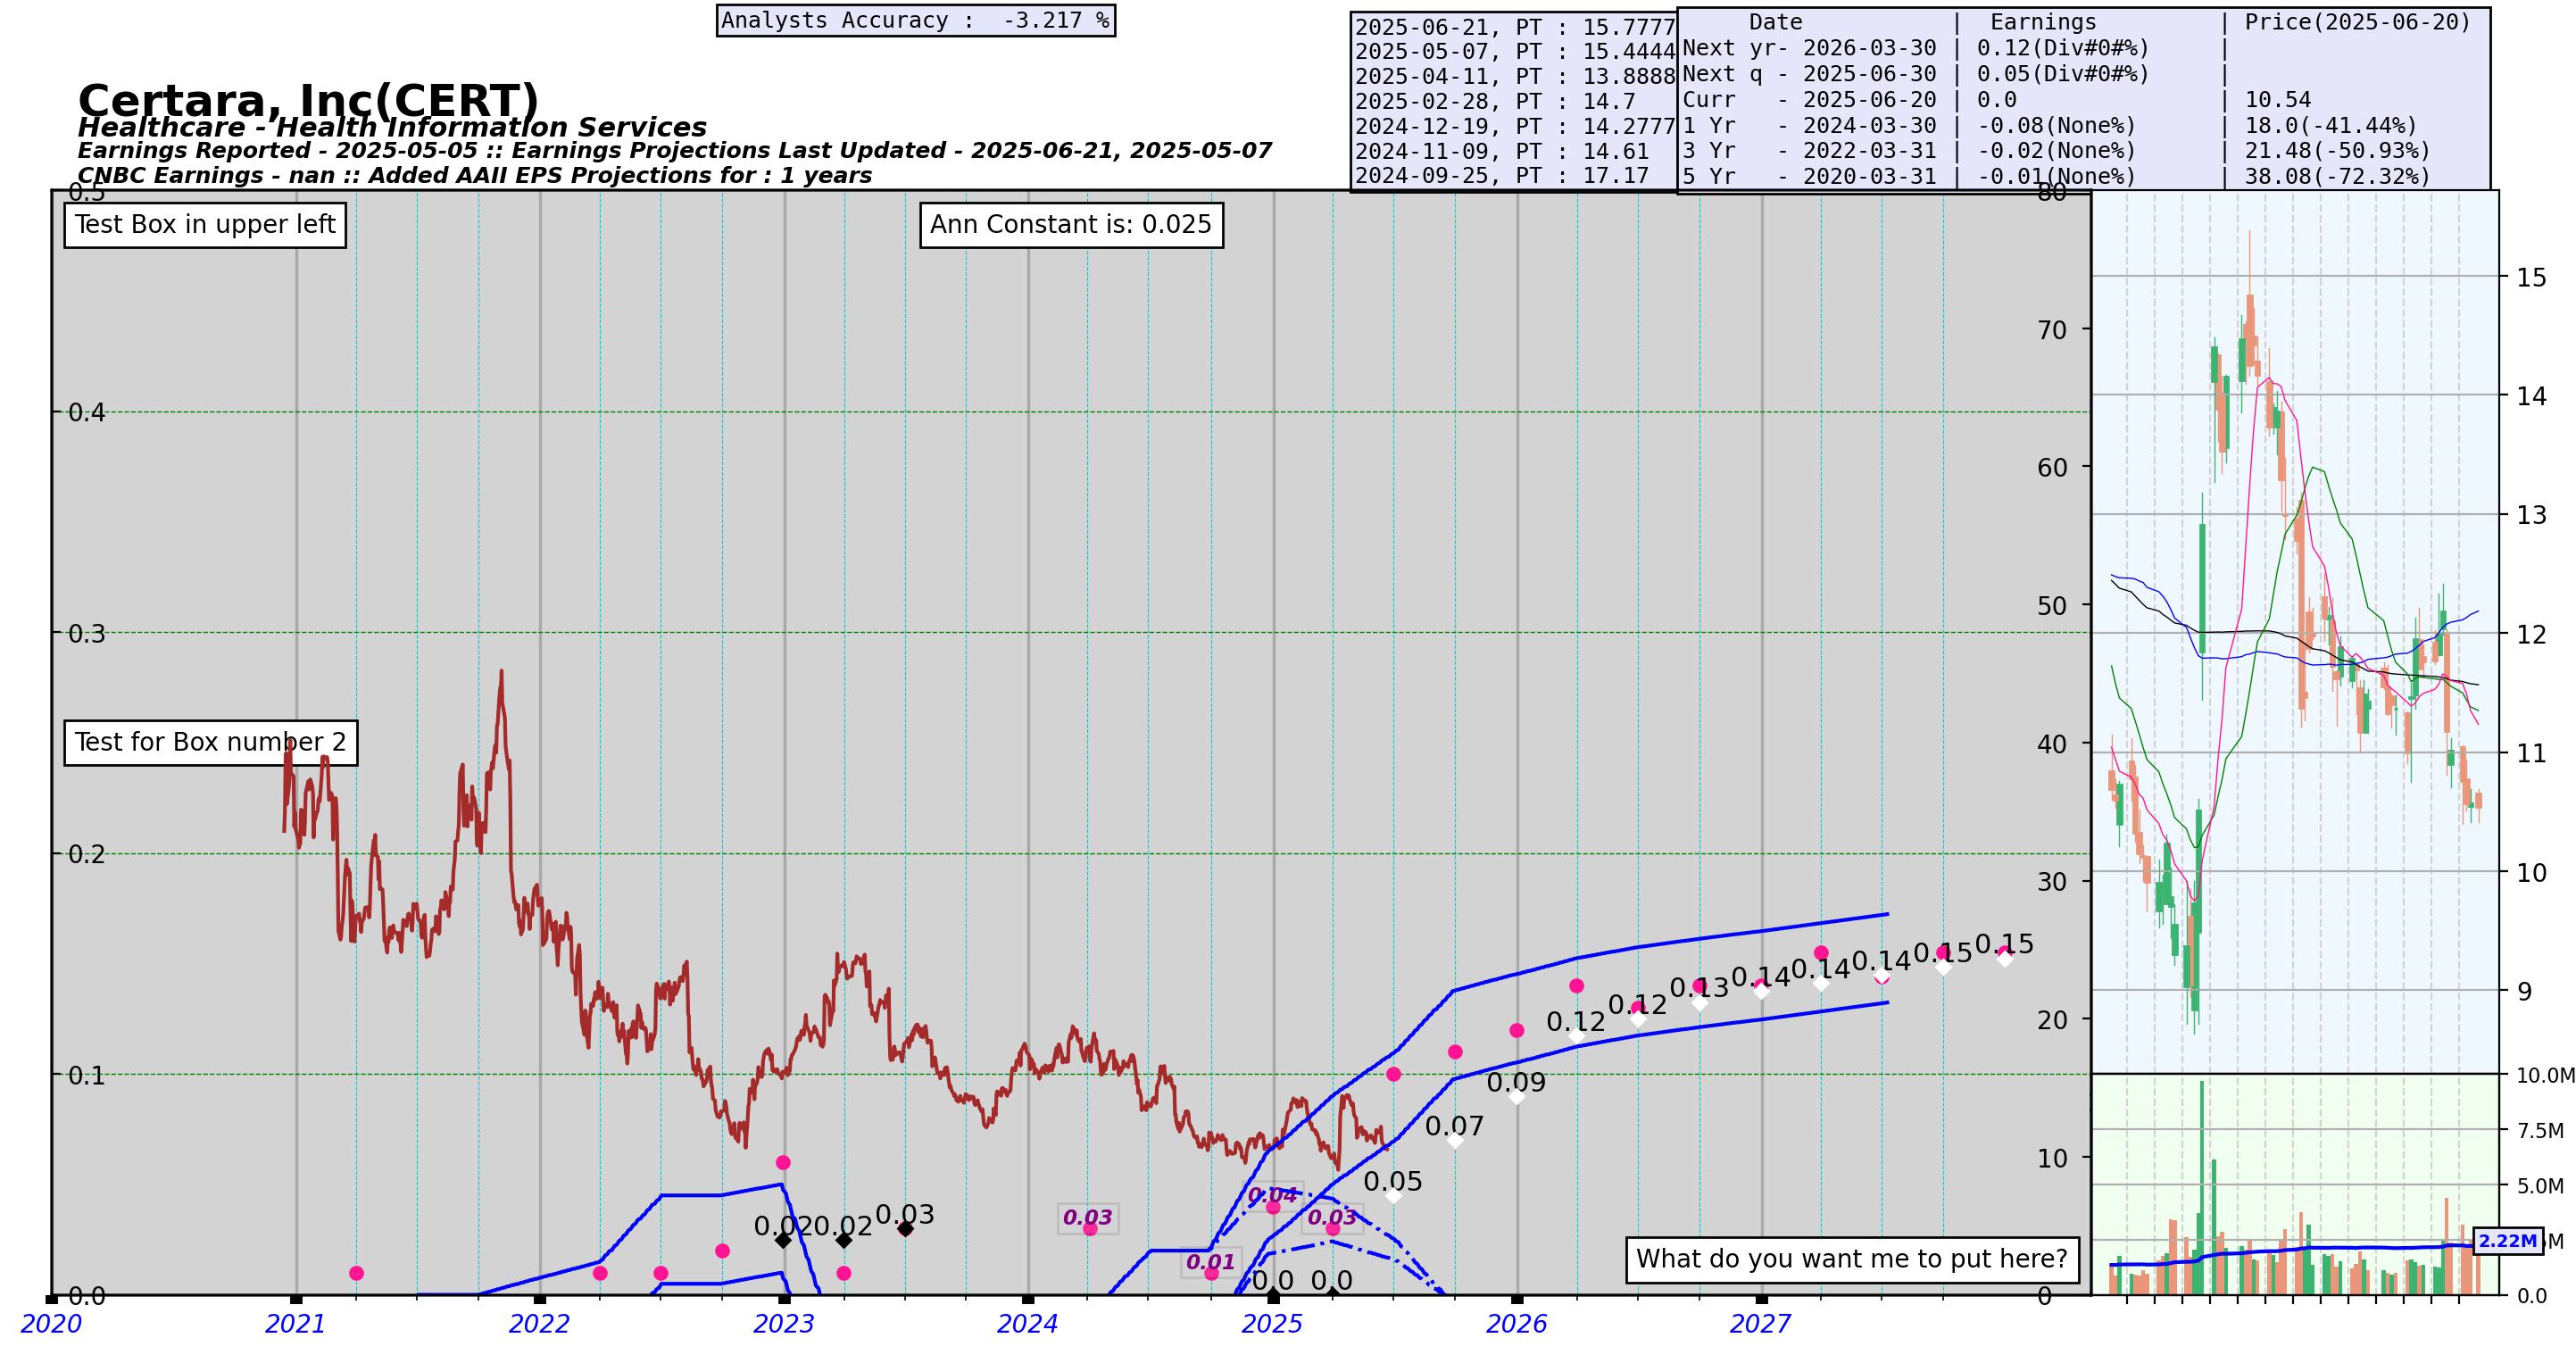 Analysts Accuracy :  -3.217 %
2025-06-21, PT : 15.7777
2025-05-07, PT : 15.4444
2025-04-11, PT : 13.8888
2025-02-28, PT : 14.7
2024-12-19, PT : 14.2777
2024-11-09, PT : 14.61
2024-09-25, PT : 17.17
Date | Earnings | Price(2025-06-20)
Next yr- 2026-03-30 | 0.12(Div#0#%) |
Next q - 2025-06-30 | 0.05(Div#0#%) |
Curr - 2025-06-20 | 0.0 | 10.54
1 Yr - 2024-03-30 | -0.08(None%) | 18.0(-41.44%)
3 Yr - 2022-03-31 | -0.02(None%) | 21.48(-50.93%)
5 Yr - 2020-03-31 | -0.01(None%) | 38.08(-72.32%)
Certara, Inc(CERT)
Healthcare - Health Information Services
Earnings Reported - 2025-05-05 :: Earnings Projections Last Updated - 2025-06-21, 2025-05-07
CNBC Earnings - nan :: Added AAII EPS Projections for : 1 years
Test Box in upper left
Ann Constant is: 0.025
Test for Box number 2
What do you want me to put here?
0.5
0.4
0.3
0.2
0.1
0.0
80
70
60
50
40
30
20
10
0
15
14
13
12
11
10
9
10.0M
7.5M
5.0M
2.22M
0.0
0.02
0.02
0.03
0.03
0.01
0.04
0.03
0.0
0.0
0.05
0.07
0.09
0.12
0.12
0.13
0.14
0.14
0.14
0.15
0.15
2020
2021
2022
2023
2024
2025
2026
2027